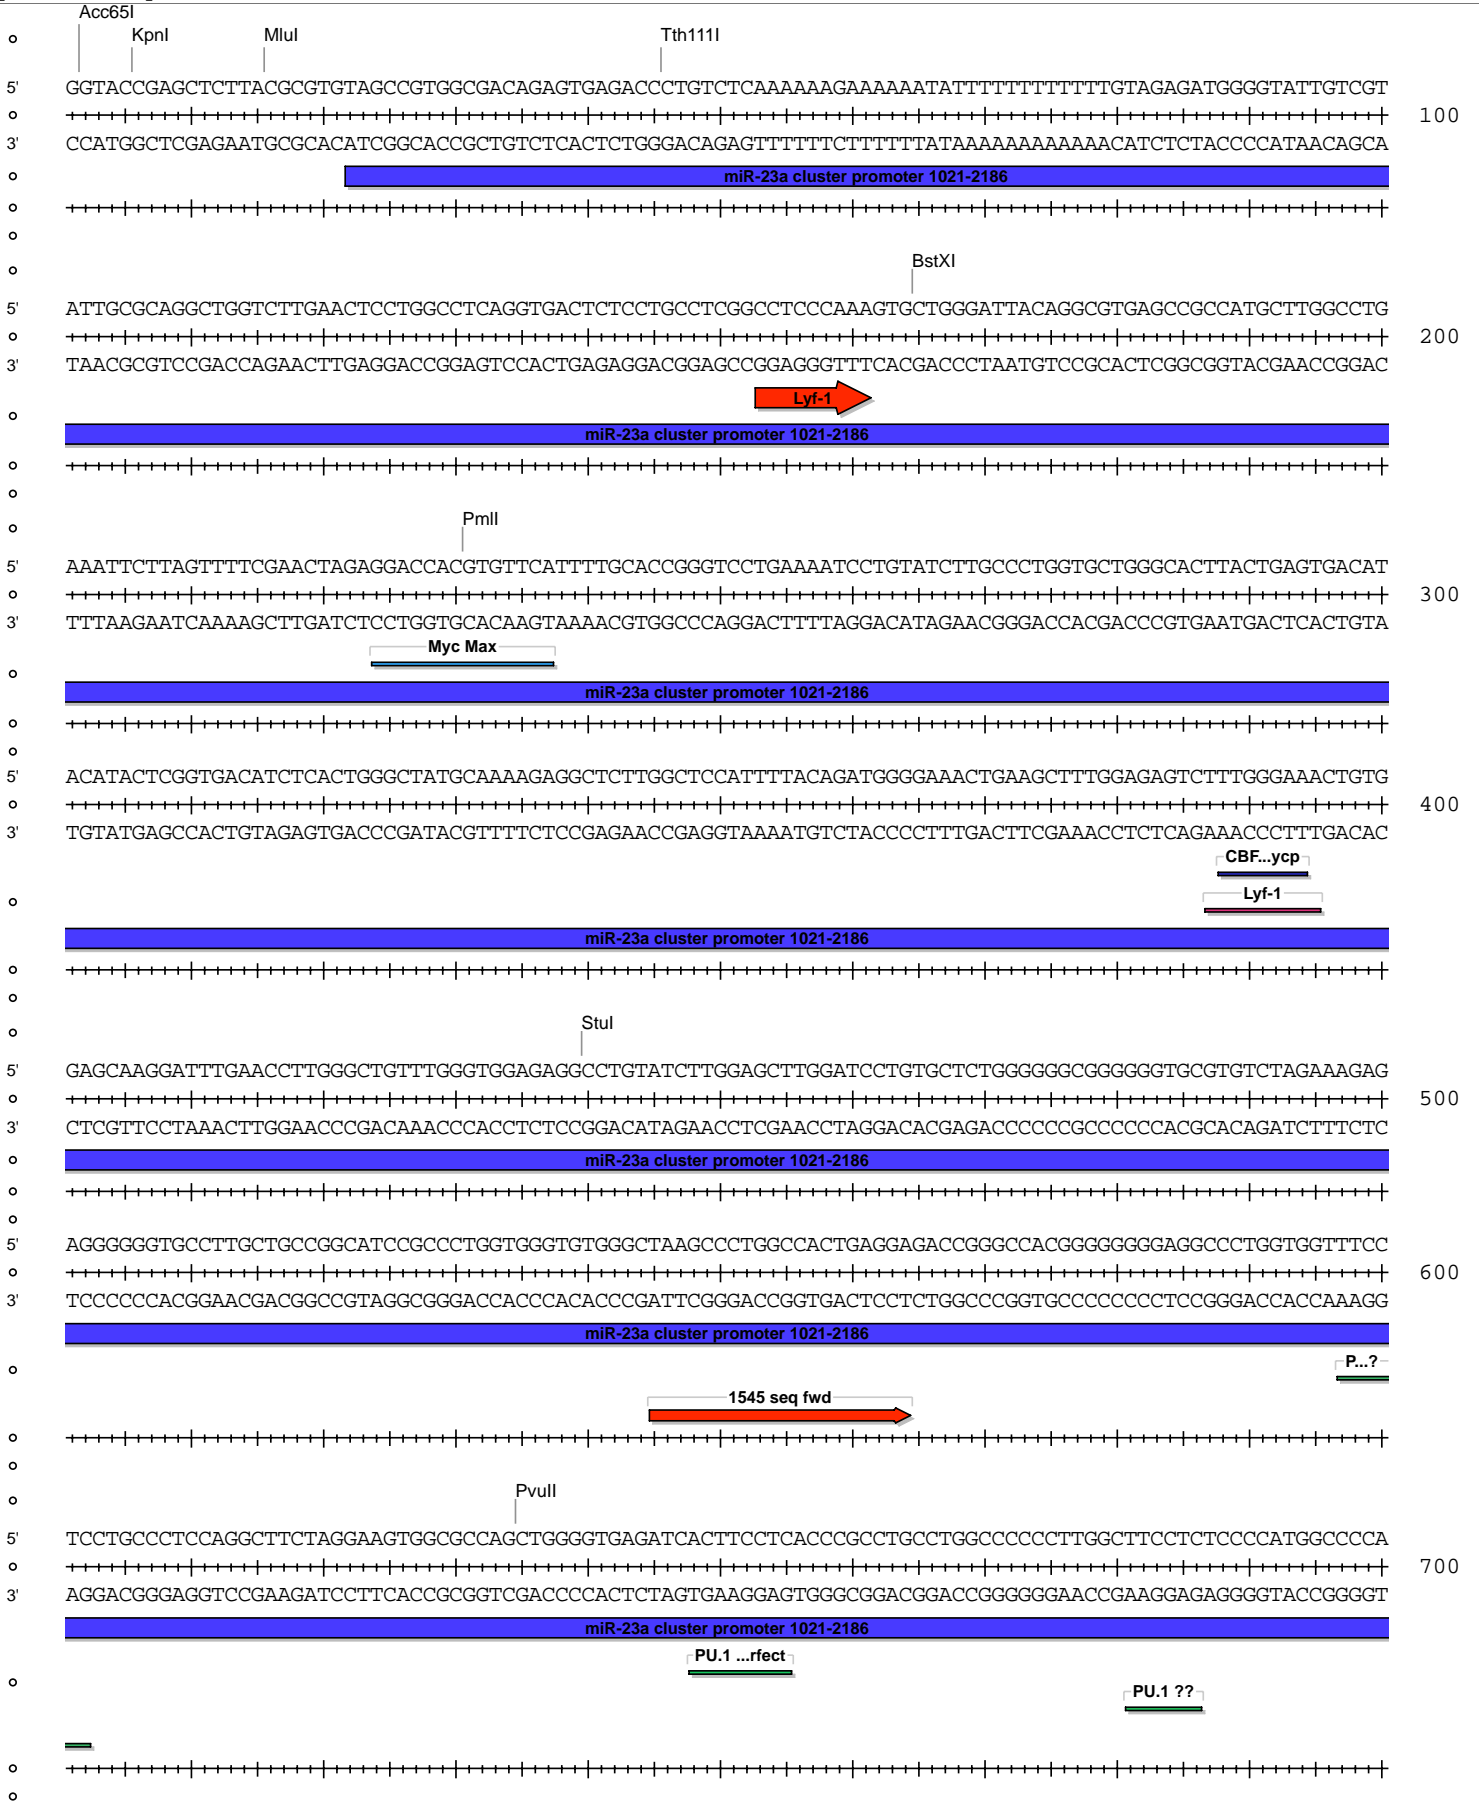 Acc65I
KpnI MluI Tth111I
5' GGTACCGAGCTCTTACGCGTGTAGCCGTGGCGACAGAGTGAGACCCTGTCTCAAAAAAGAAAAAATATTTTTTTTTTTTTGTAGAGATGGGGTATTGTCGT
100
3' CCATGGCTCGAGAATGCGCACATCGGCACCGCTGTCTCACTCTGGGACAGAGTTTTTTCTTTTTTATAAAAAAAAAAAAACATCTCTACCCCATAACAGCA
miR-23a cluster promoter 1021-2186
BstXI
5' ATTGCGCAGGCTGGTCTTGAACTCCTGGCCTCAGGTGACTCTCCTGCCTCGGCCTCCCAAAGTGCTGGGATTACAGGCGTGAGCCGCCATGCTTGGCCTG
200
3' TAACGCGTCCGACCAGAACTTGAGGACCGGAGTCCACTGAGAGGACGGAGCCGGAGGGTTTCACGACCCTAATGTCCGCACTCGGCGGTACGAACCGGAC
Lyf-1
miR-23a cluster promoter 1021-2186
PmlI
5' AAATTCTTAGTTTTCGAACTAGAGGACCACGTGTTCATTTTGCACCGGGTCCTGAAAATCCTGTATCTTGCCCTGGTGCTGGGCACTTACTGAGTGACAT
300
3' TTTAAGAATCAAAAGCTTGATCTCCTGGTGCACAAGTAAAACGTGGCCCAGGACTTTTAGGACATAGAACGGGACCACGACCCGTGAATGACTCACTGTA
Myc Max
miR-23a cluster promoter 1021-2186
5' ACATACTCGGTGACATCTCACTGGGCTATGCAAAAGAGGCTCTTGGCTCCATTTTACAGATGGGGAAACTGAAGCTTTGGAGAGTCTTTGGGAAACTGTG
400
3' TGTATGAGCCACTGTAGAGTGACCCGATACGTTTTCTCCGAGAACCGAGGTAAAATGTCTACCCCTTTGACTTCGAAACCTCTCAGAAACCCTTTGACAC
CBF...ycp
Lyf-1
miR-23a cluster promoter 1021-2186
StuI
5' GAGCAAGGATTTGAACCTTGGGCTGTTTGGGTGGAGAGGCCTGTATCTTGGAGCTTGGATCCTGTGCTCTGGGGGGCGGGGGGTGCGTGTCTAGAAAGAG
500
3' CTCGTTCCTAAACTTGGAACCCGACAAACCCACCTCTCCGGACATAGAACCTCGAACCTAGGACACGAGACCCCCCGCCCCCCACGCACAGATCTTTCTC
miR-23a cluster promoter 1021-2186
5' AGGGGGGTGCCTTGCTGCCGGCATCCGCCCTGGTGGGTGTGGGCTAAGCCCTGGCCACTGAGGAGACCGGGCCACGGGGGGGGAGGCCCTGGTGGTTTCC
600
3' TCCCCCCACGGAACGACGGCCGTAGGCGGGACCACCCACACCCGATTCGGGACCGGTGACTCCTCTGGCCCGGTGCCCCCCCCTCCGGGACCACCAAAGG
miR-23a cluster promoter 1021-2186
P...?
1545 seq fwd
PvuII
5' TCCTGCCCTCCAGGCTTCTAGGAAGTGGCGCCAGCTGGGGTGAGATCACTTCCTCACCCGCCTGCCTGGCCCCCCTTGGCTTCCTCTCCCCATGGCCCCA
700
3' AGGACGGGAGGTCCGAAGATCCTTCACCGCGGTCGACCCCACTCTAGTGAAGGAGTGGGCGGACGGACCGGGGGGAACCGAAGGAGAGGGGTACCGGGGT
miR-23a cluster promoter 1021-2186
PU.1 ...rfect
PU.1 ??